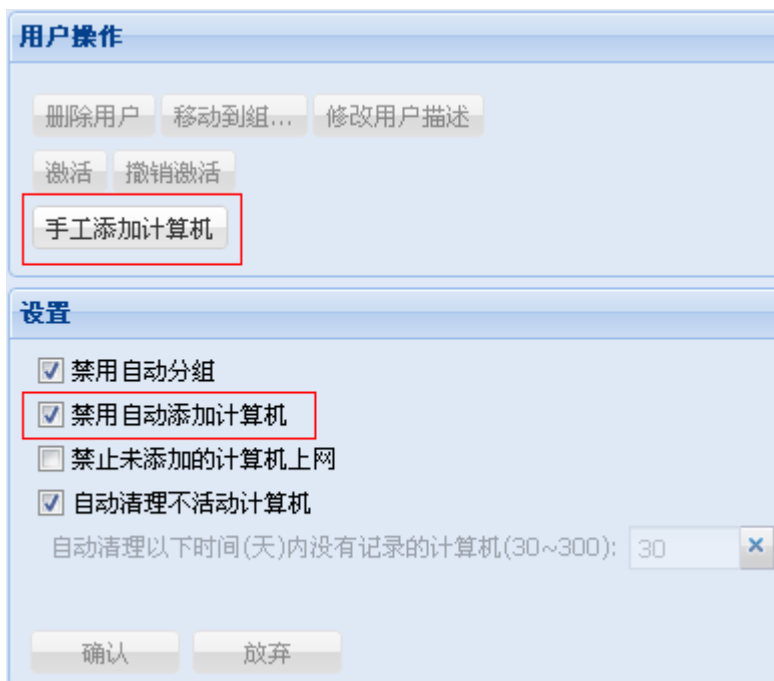 用户操作
删除用户 移动到组... 修改用户描述
激活 撤销激活
手工添加计算机
设置
禁用自动分组
禁用自动添加计算机
禁止未添加的计算机上网
自动清理不活动计算机
自动清理以下时间(天)内没有记录的计算机(30~300): 30
确认 放弃